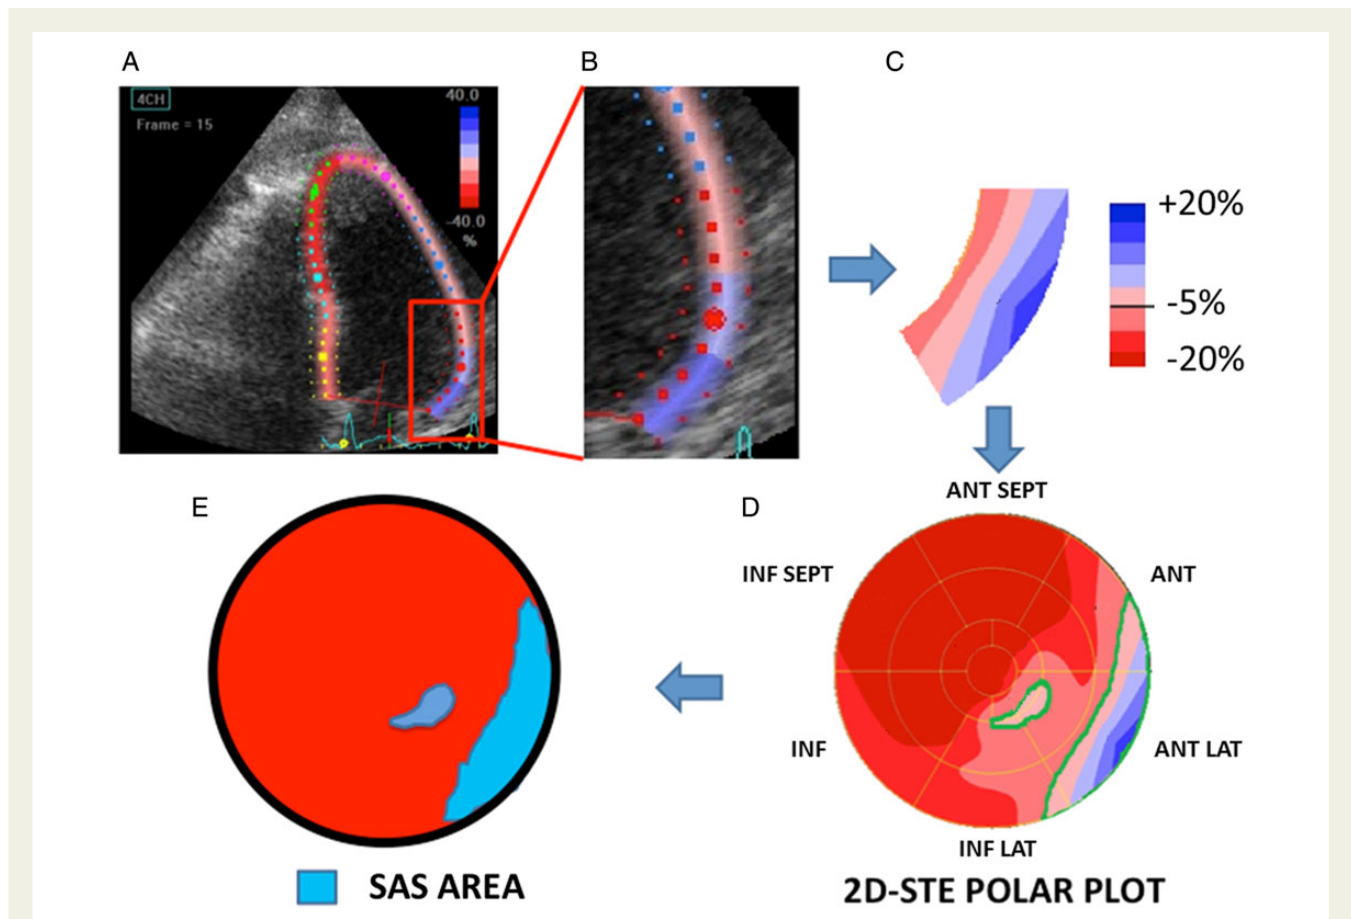 A
B
C
4CH
Frame = 15
40.0
-40.0
%
+20%
-5%
-20%
E
D
ANT SEPT
INF SEPT
ANT
INF
ANT LAT
INF LAT
SAS AREA
2D-STE POLAR PLOT